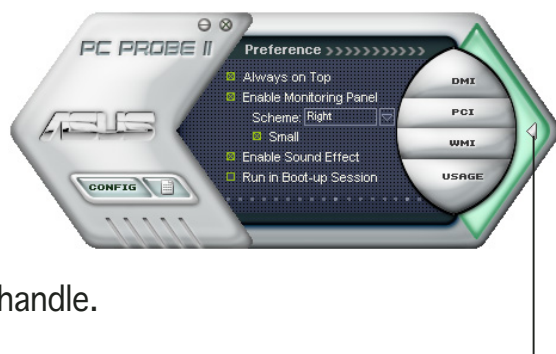 PC PROBE II
Preference >>>>>>>>>>>
Always on Top
Enable Monitoring Panel
Scheme: Right
Small
Enable Sound Effect
Run in Boot-up Session
ASUS
CONFIG
DMI
PCI
WMI
USAGE
handle.